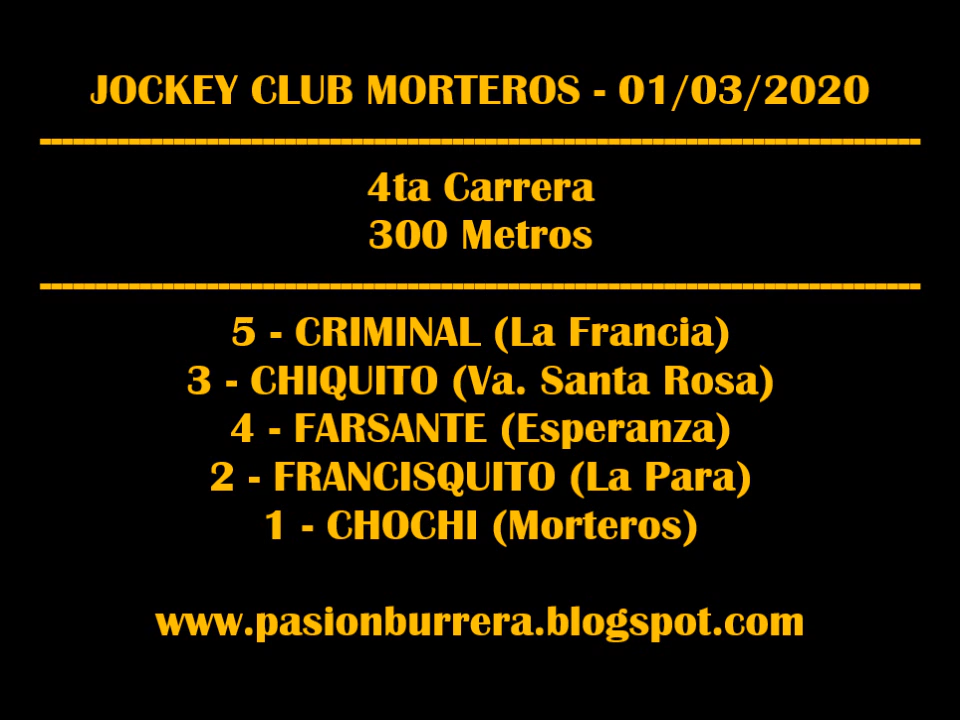 JOCKEY CLUB MORTEROS - 01/03/2020
--------------------------------------------------------------------------------
4ta Carrera
300 Metros
--------------------------------------------------------------------------------
5 - CRIMINAL (La Francia)
3 - CHIQUITO (Va. Santa Rosa)
4 - FARSANTE (Esperanza)
2 - FRANCISQUITO (La Para)
1 - CHOCHI (Morteros)
www.pasionburrera.blogspot.com